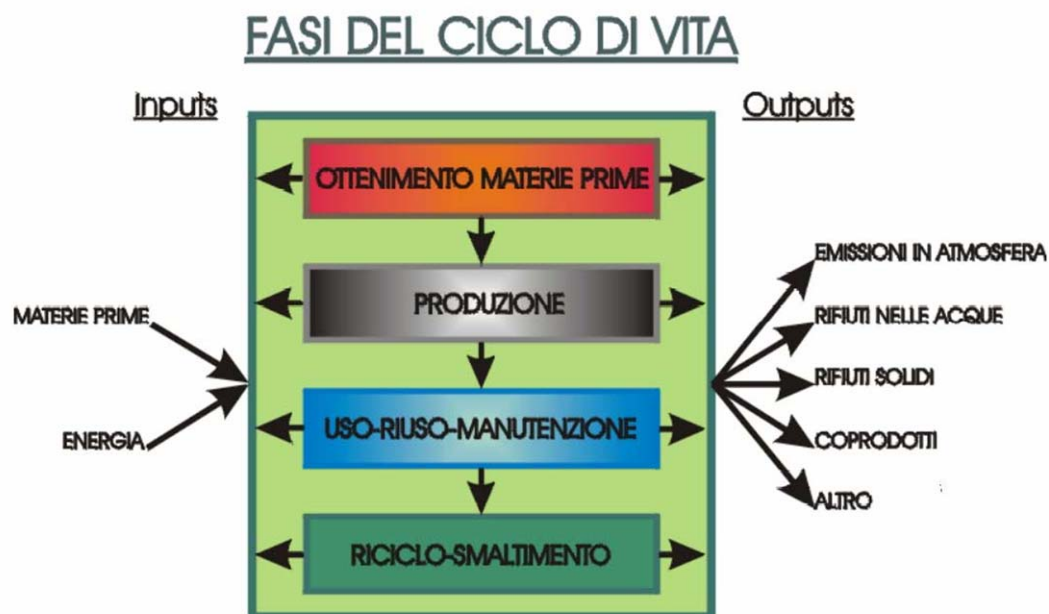 FASI DEL CICLO DI VITA
Inputs
Outputs
OTTENIMENTO MATERIE PRIME
PRODUZIONE
USO-RIUSO-MANUTENZIONE
RICICLO-SMALTIMENTO
MATERIE PRIME
ENERGIA
EMISSIONI IN ATMOSFERA
RIFIUTI NELLE ACQUE
RIFIUTI SOLIDI
COPRODOTTI
ALTRO